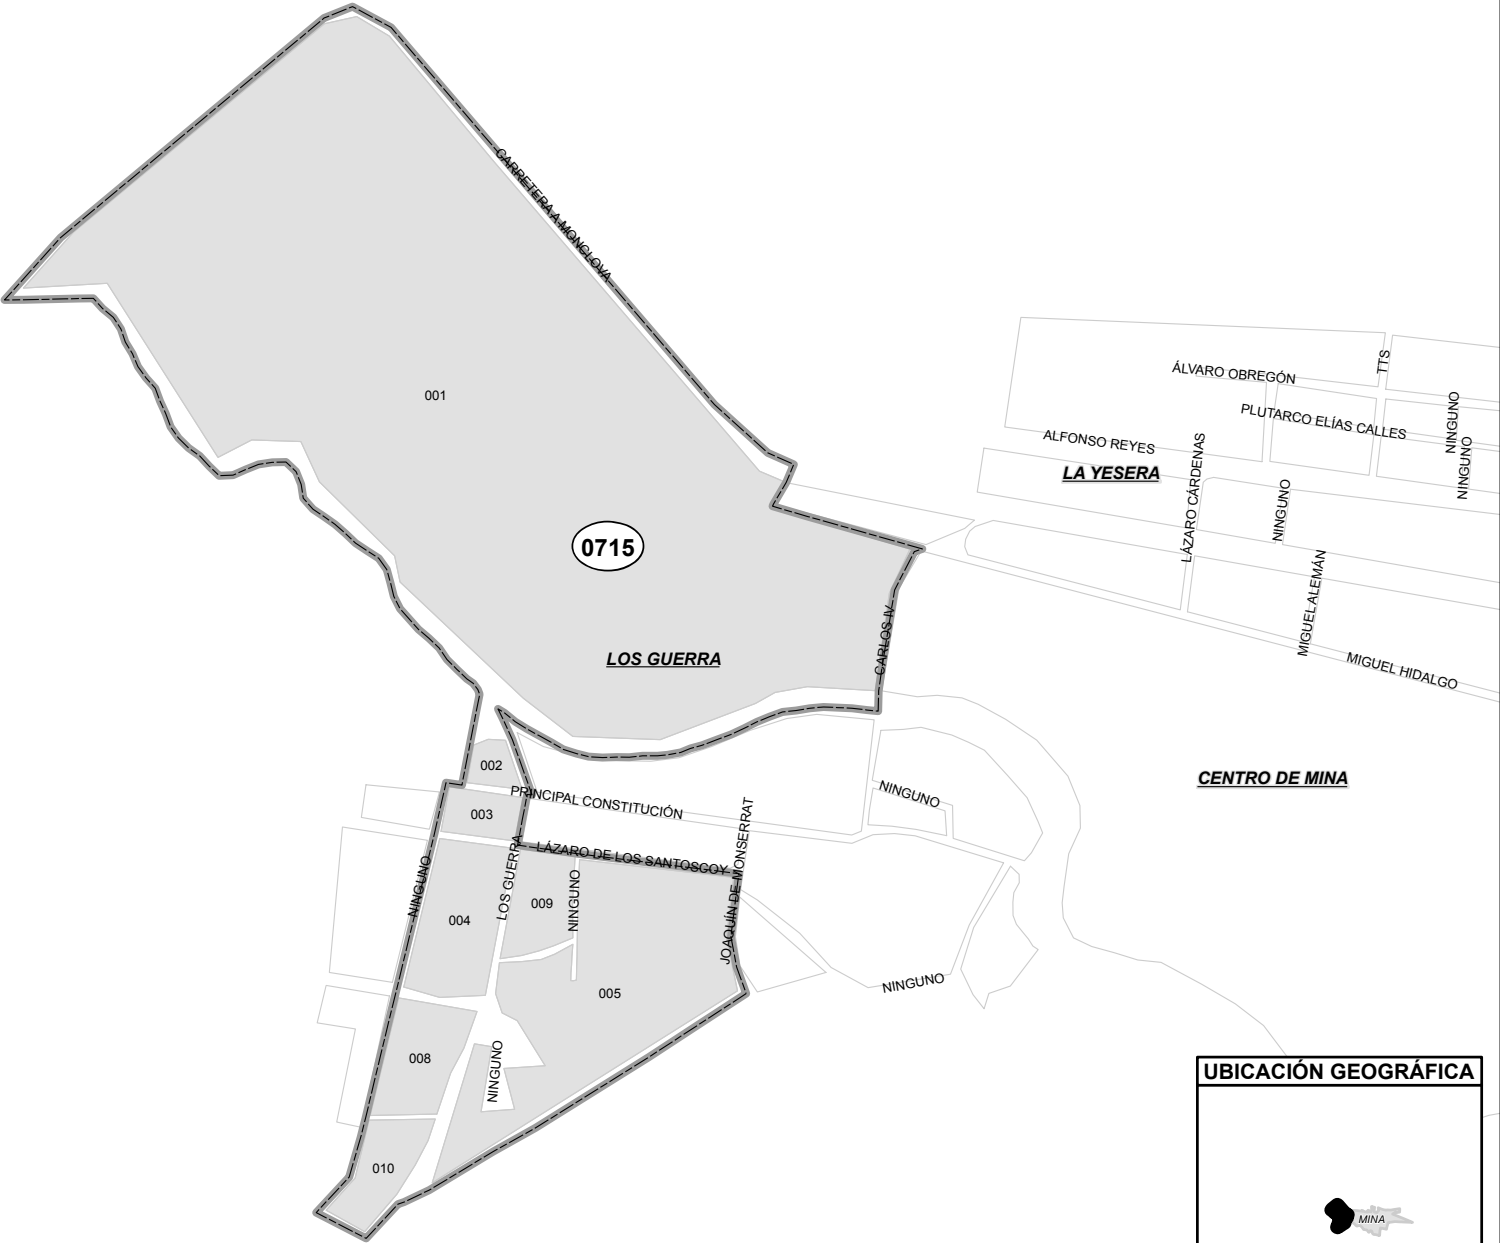 CARRETERA A MONCLOVA
TTS
ÁLVARO OBREGÓN
NINGUNO
PLUTARCO ELÍAS CALLES
001
ALFONSO REYES
NINGUNO
LA YESERA
LÁZARO CÁRDENAS
NINGUNO
0715
MIGUEL ALEMÁN
CARLOS IV
LOS GUERRA
MIGUEL HIDALGO
002
CENTRO DE MINA
PRINCIPAL CONSTITUCIÓN
NINGUNO
003
LÁZARO DE LOS SANTOSCOY
JOAQUÍN DE MONSERRAT
NINGUNO
LOS GUERRA
009
NINGUNO
004
005
NINGUNO
008
NINGUNO
UBICACIÓN GEOGRÁFICA
010
MINA